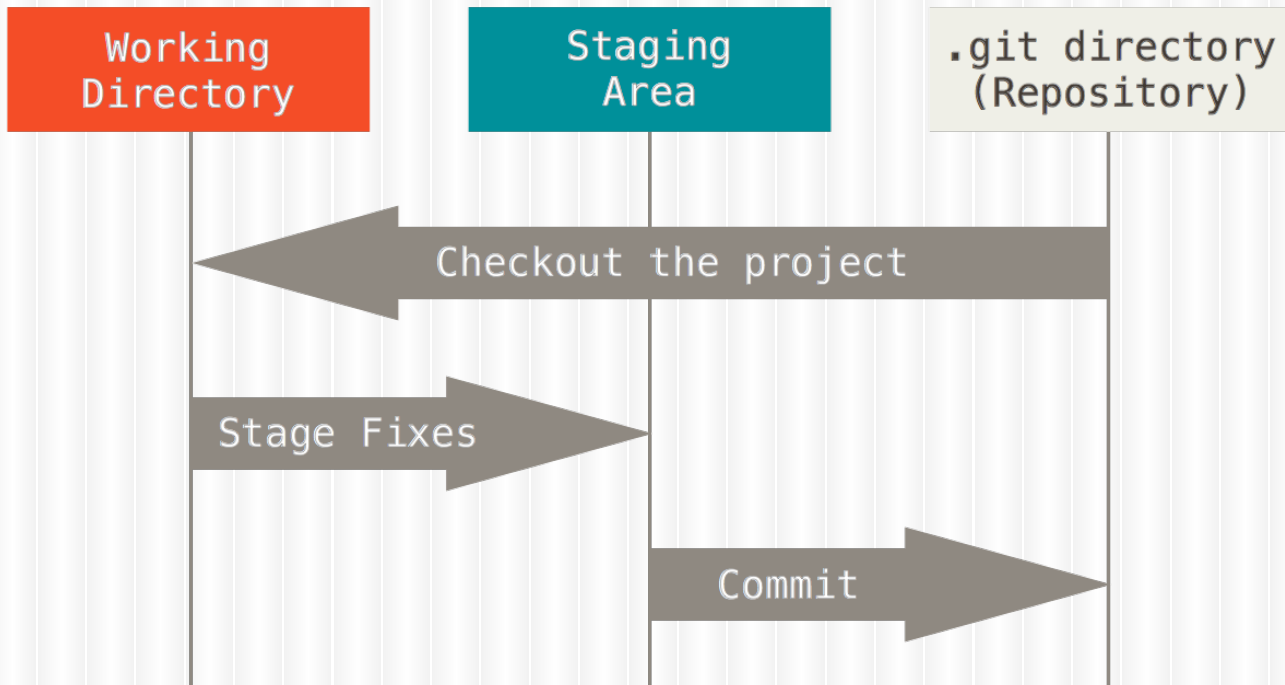 Working
Directory
Staging
Area
.git directory
(Repository)
Checkout the project
Stage Fixes
Commit